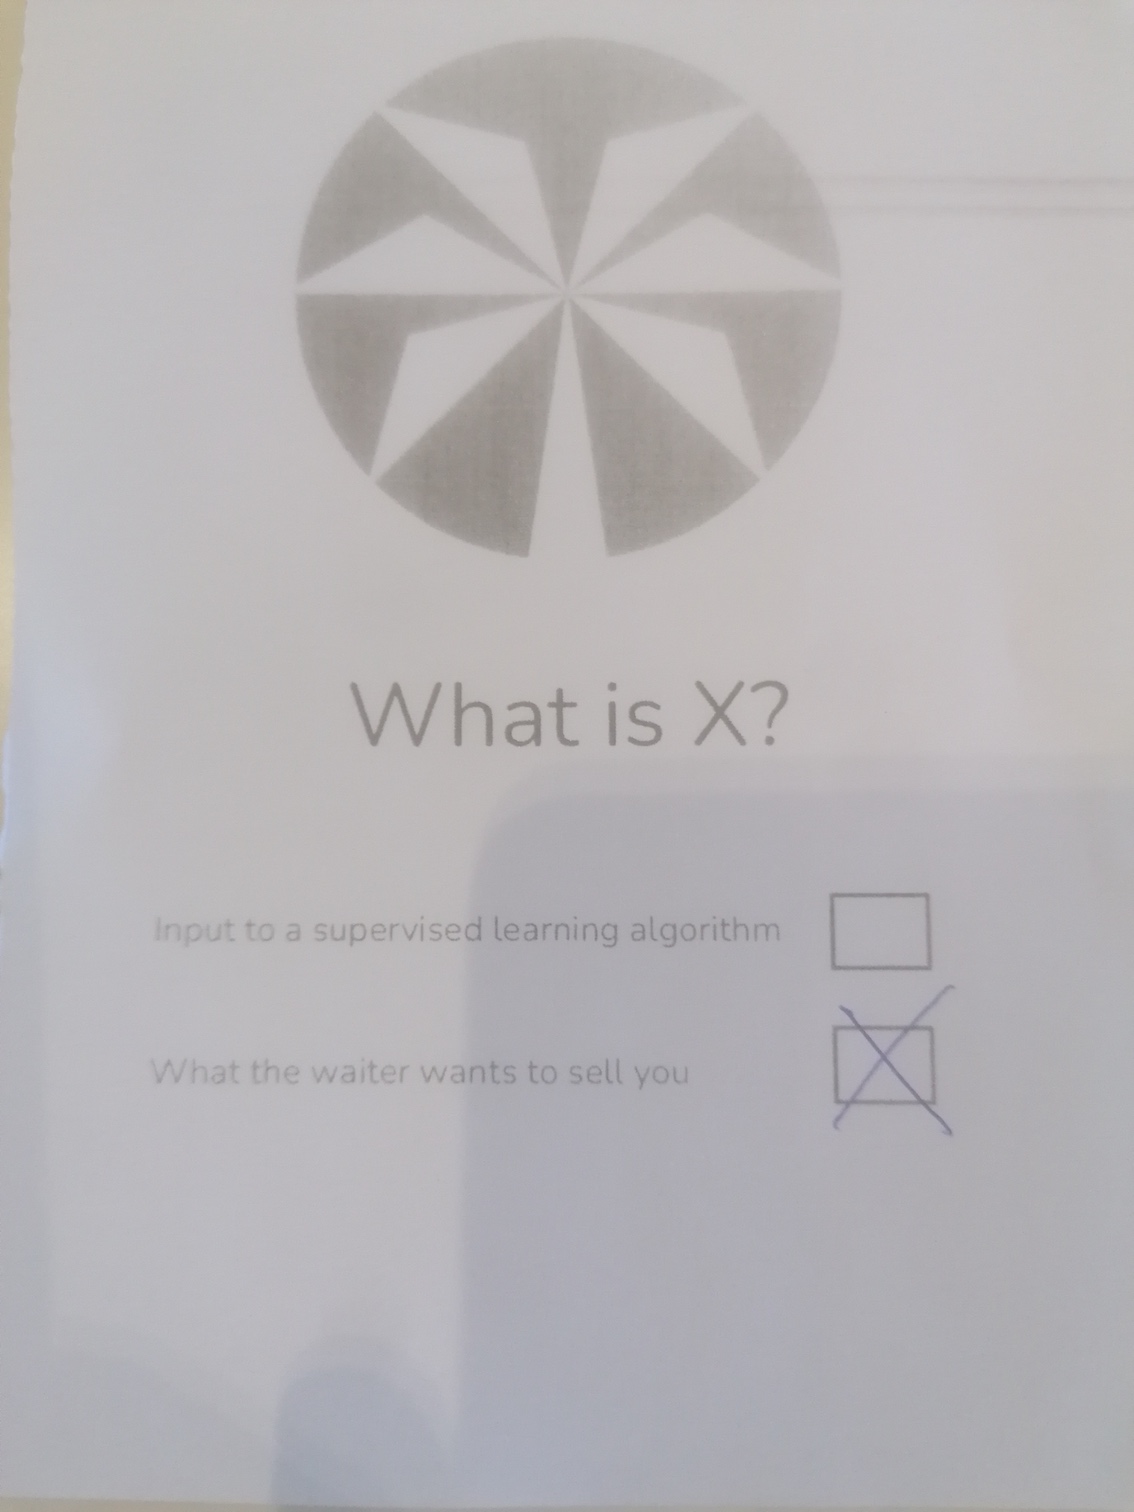 What is X?
Input to a supervised learning algorithm
What the waiter wants to sell you